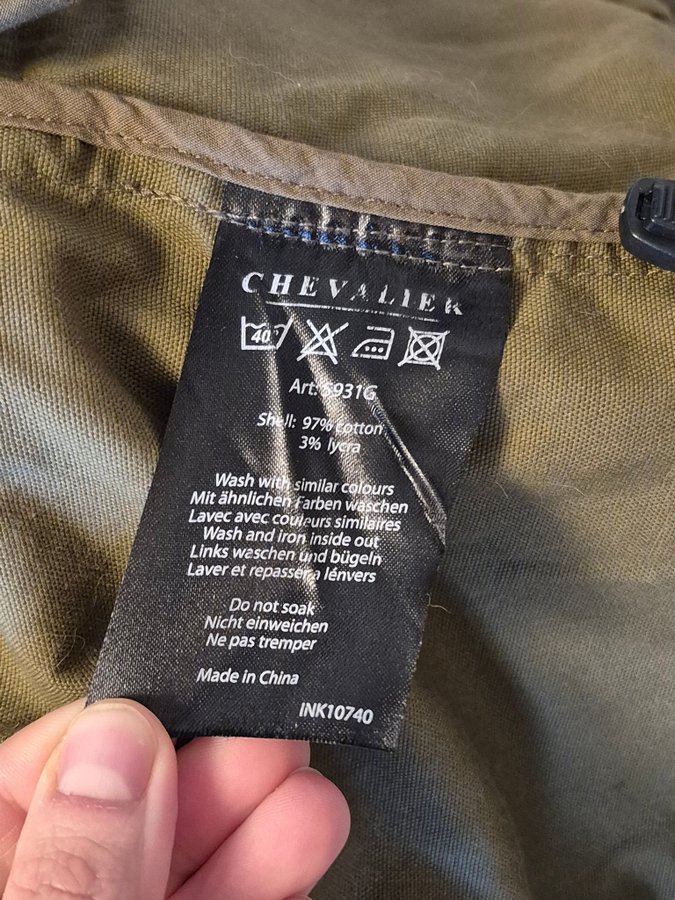 CHEVALIER
40°
Art: 5931G
Shell: 97% cotton
3% lycra
Wash with similar colours
Mit ähnlichen Farben waschen
Lavec avec couleurs similaires
Wash and iron inside out
Links waschen und bügeln
Laver et repasser a lénvers
Do not soak
Nicht einweichen
Ne pas tremper
Made in China
INK10740